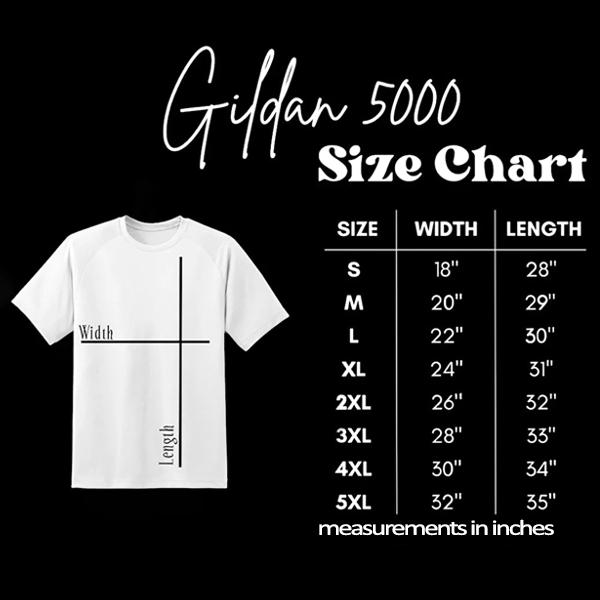 Gildan 5000
Size Chart
SIZE WIDTH LENGTH
S 18" 28"
M 20" 29"
L 22" 30"
XL 24" 31"
2XL 26" 32"
3XL 28" 33"
4XL 30" 34"
5XL 32" 35"
measurements in inches
Width
Length